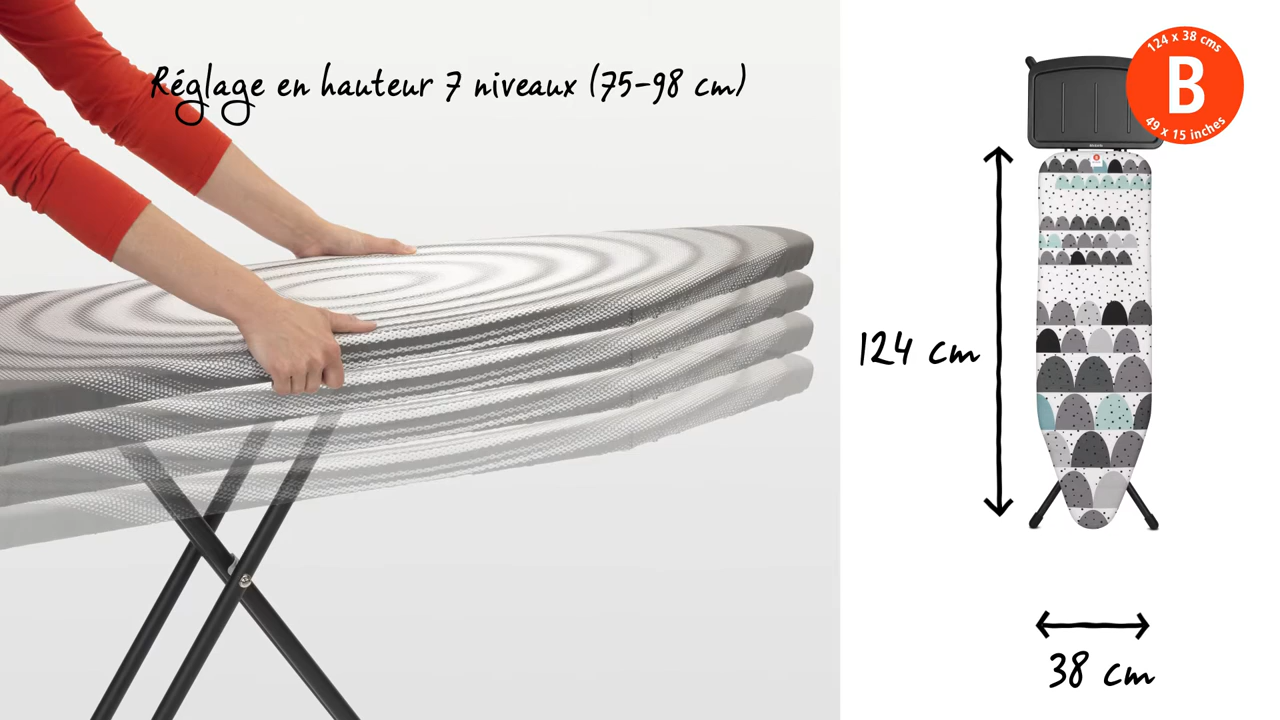 Réglage en hauteur 7 niveaux (75-98 cm)
124 x 38 cms
B
49 x 15 inches
124 cm
38 cm